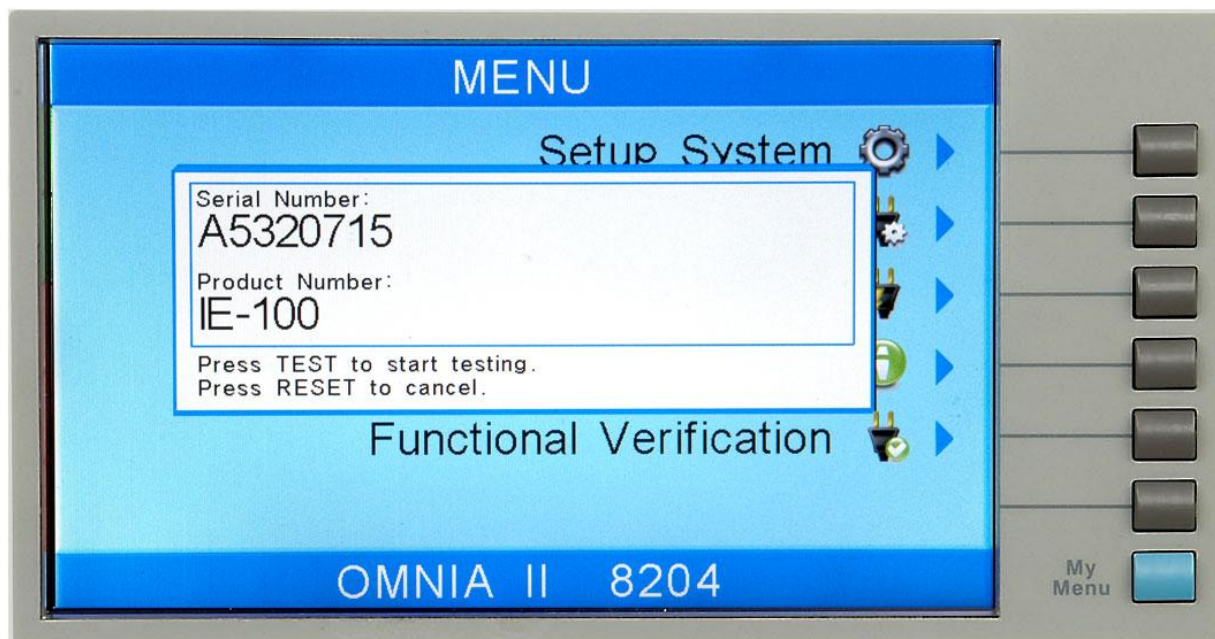 MENU
Setup System
Serial Number:
A5320715
Product Number:
IE-100
Press TEST to start testing.
Press RESET to cancel.
Functional Verification
OMNIA II 8204
My
Menu